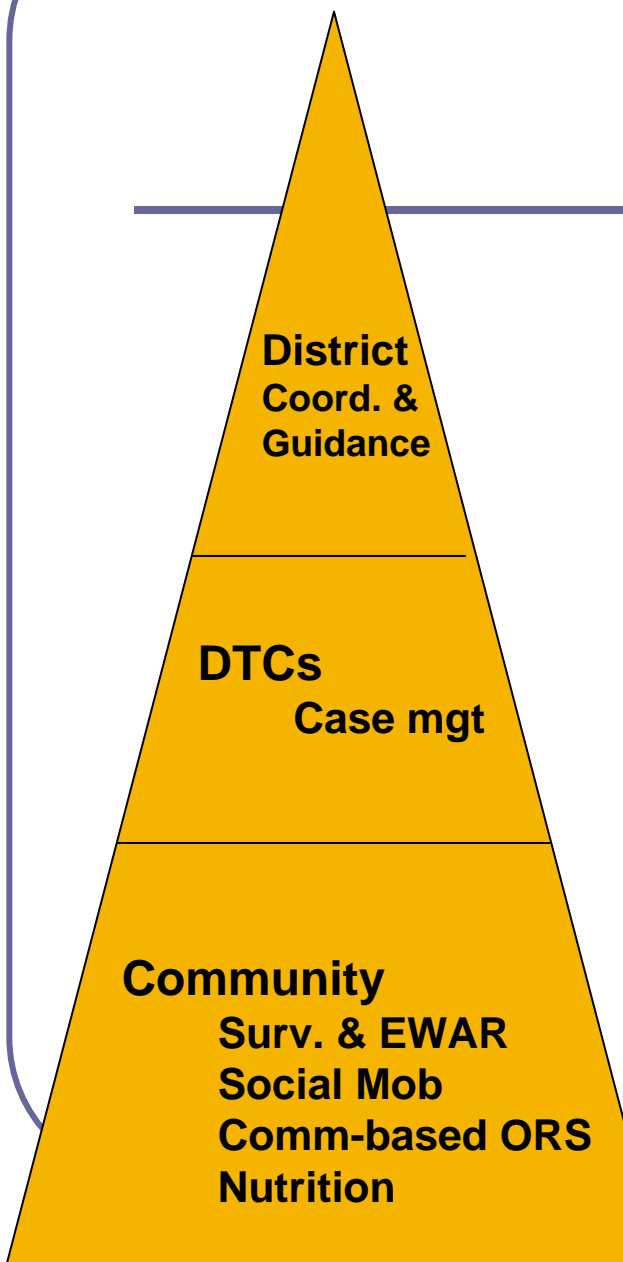 District
Coord. &
Guidance
DTCs
Case mgt
Community
Surv. & EWAR
Social Mob
Comm-based ORS
Nutrition